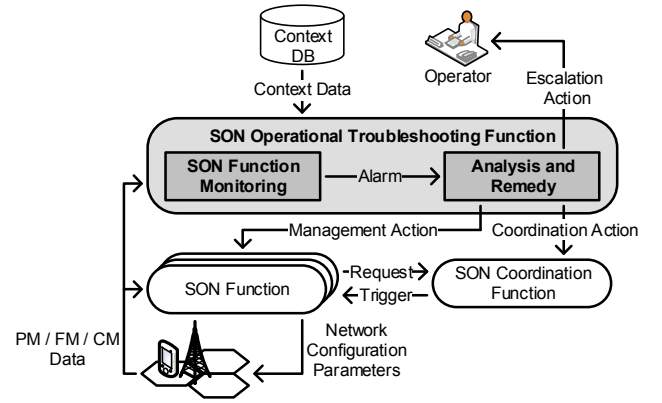 Context
DB
Context Data
Operator
Escalation
Action
SON Operational Troubleshooting Function
SON Function
Monitoring
Alarm
Analysis and
Remedy
Management Action
Coordination Action
SON Function
Request
Trigger
SON Coordination
Function
PM / FM / CM
Data
Network
Configuration
Parameters